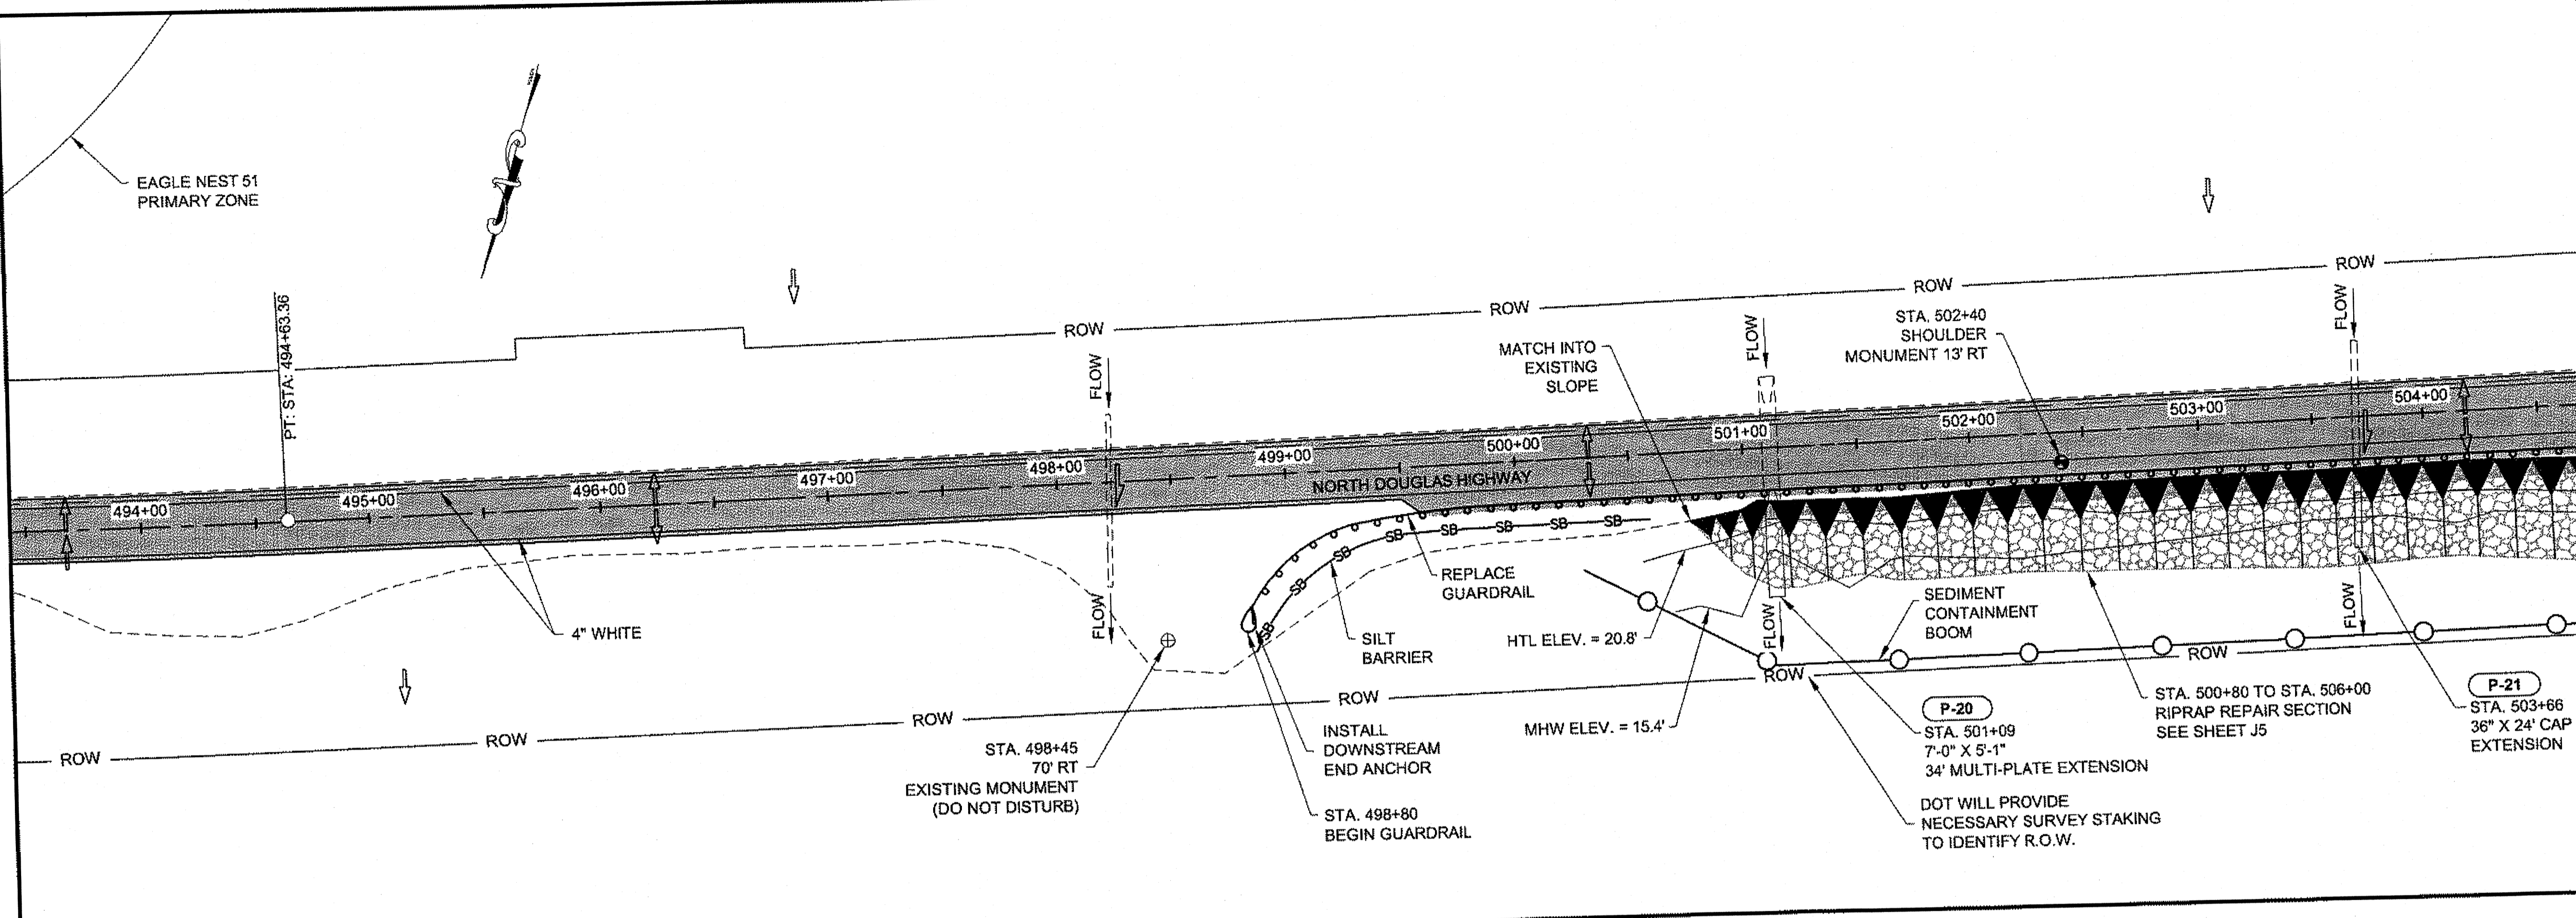 EAGLE NEST 51
PRIMARY ZONE
PT: STA: 494+63.36
ROW
ROW
ROW
ROW
FLOW
FLOW
FLOW
MATCH INTO
EXISTING
SLOPE
STA. 502+40
SHOULDER
MONUMENT 13' RT
494+00
495+00
496+00
497+00
498+00
499+00
500+00
501+00
502+00
503+00
504+00
NORTH DOUGLAS HIGHWAY
4" WHITE
FLOW
FLOW
FLOW
SB
SB
SB
SB
SB
SB
SB
SB
REPLACE
GUARDRAIL
SILT
BARRIER
HTL ELEV. = 20.8'
MHW ELEV. = 15.4'
SEDIMENT
CONTAINMENT
BOOM
ROW
ROW
ROW
ROW
ROW
ROW
STA. 498+45
70' RT
EXISTING MONUMENT
(DO NOT DISTURB)
INSTALL
DOWNSTREAM
END ANCHOR
STA. 498+80
BEGIN GUARDRAIL
P-20
STA. 501+09
7'-0" X 5'-1"
34' MULTI-PLATE EXTENSION
DOT WILL PROVIDE
NECESSARY SURVEY STAKING
TO IDENTIFY R.O.W.
STA. 500+80 TO STA. 506+00
RIPRAP REPAIR SECTION
SEE SHEET J5
P-21
STA. 503+66
36" X 24' CAP
EXTENSION